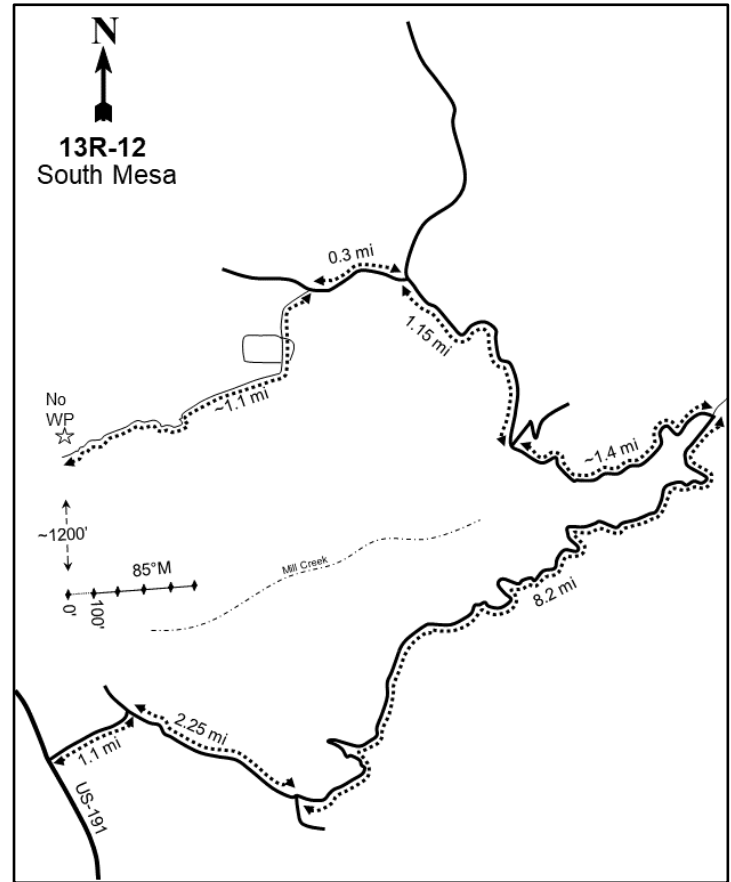 N
13R-12
South Mesa
0.3 mi
1.15 mi
~1.1 mi
No
WP
~1.4 mi
~1200'
85°M
0'
100'
Mill Creek
8.2 mi
2.25 mi
1.1 mi
US-191